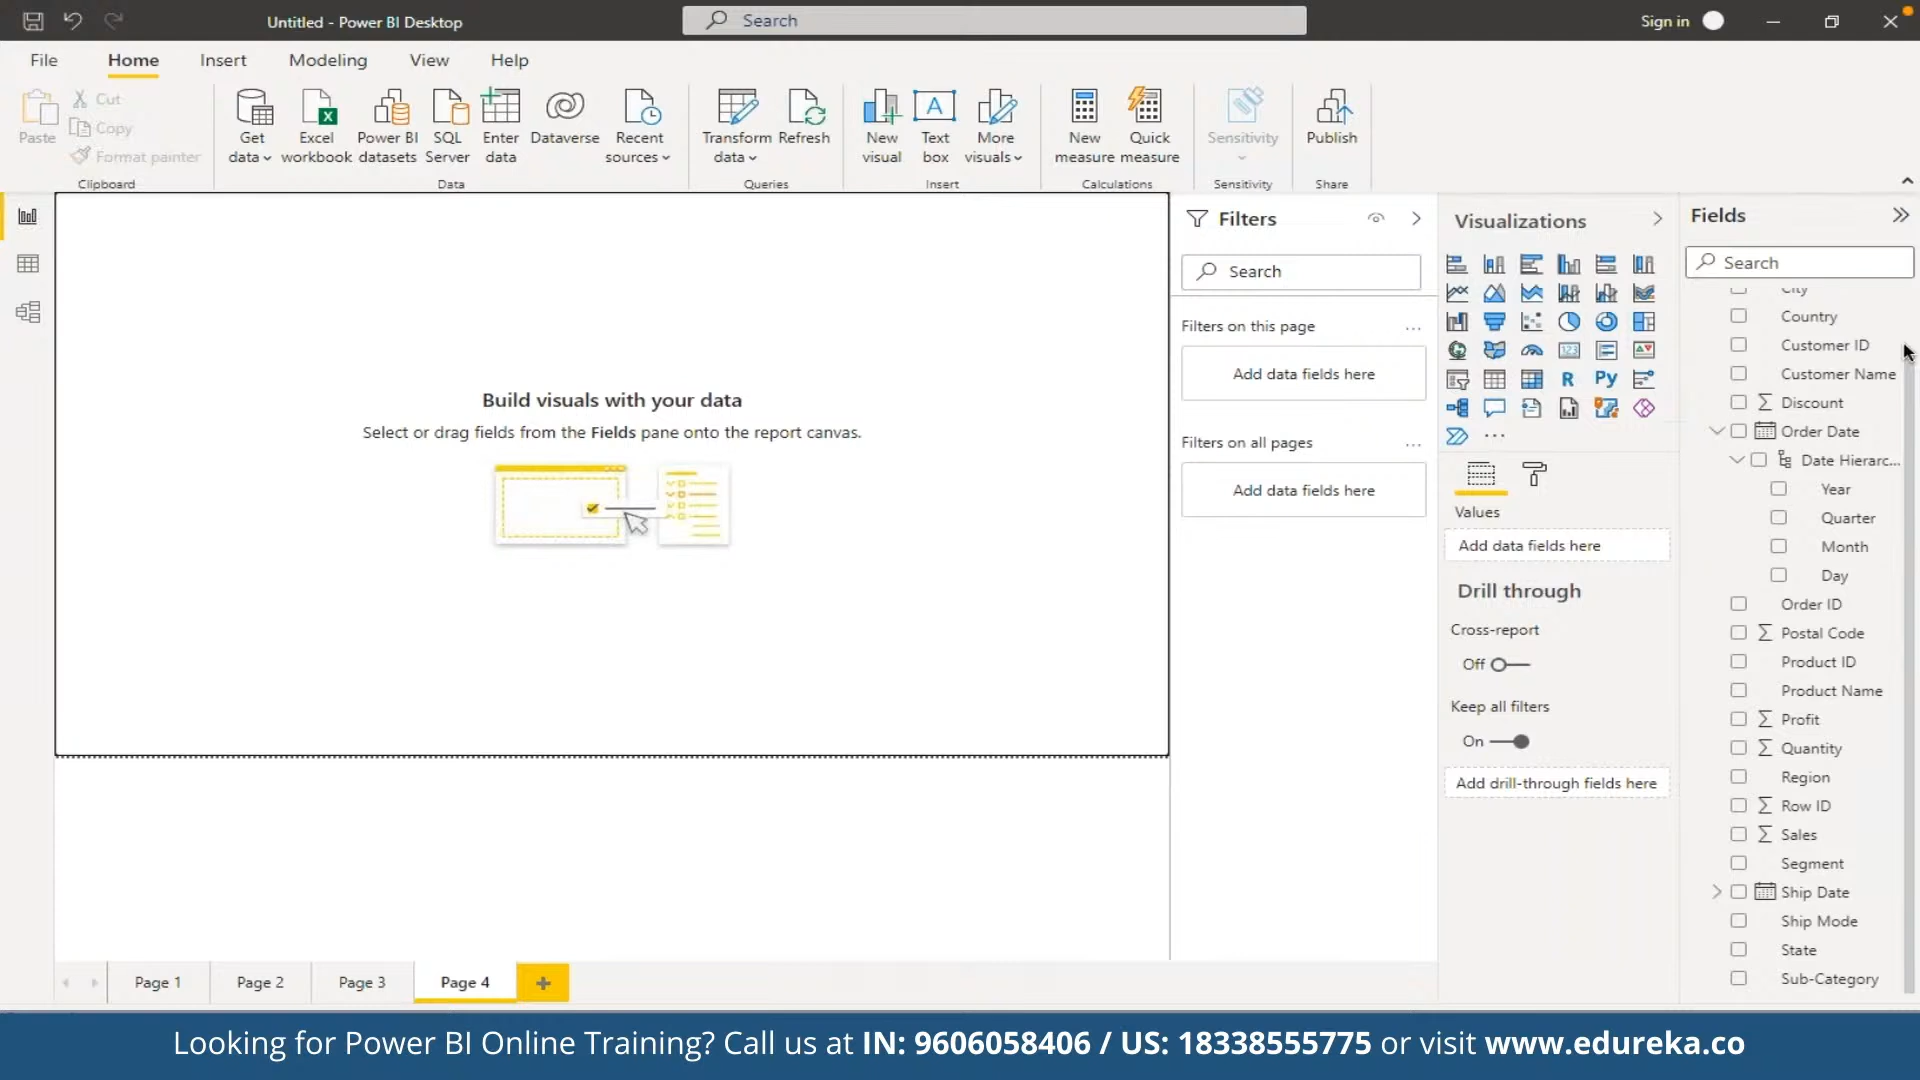 Untitled - Power BI Desktop
Search
Sign in
File
Home
Insert
Modeling
View
Help
Paste
Cut
Copy
Format painter
Clipboard
Get data
Excel workbook
Power BI datasets
SQL Server
Enter data
Dataverse
Recent sources
Data
Transform data
Refresh
Queries
New visual
Text box
More visuals
Insert
New measure
Quick measure
Calculations
Sensitivity
Sensitivity
Publish
Share
Build visuals with your data
Select or drag fields from the Fields pane onto the report canvas.
Filters
Search
Filters on this page
...
Add data fields here
Filters on all pages
...
Add data fields here
Visualizations
R
Py
123
A
...
Values
Add data fields here
Drill through
Cross-report
Off
Keep all filters
On
Add drill-through fields here
Fields
Search
City
Country
Customer ID
Customer Name
Σ Discount
Order Date
Date Hierarc...
Year
Quarter
Month
Day
Order ID
Σ Postal Code
Product ID
Product Name
Σ Profit
Σ Quantity
Region
Σ Row ID
Σ Sales
Segment
Ship Date
Ship Mode
State
Sub-Category
Page 1
Page 2
Page 3
Page 4
+
Looking for Power BI Online Training? Call us at IN: 9606058406 / US: 18338555775 or visit www.edureka.co